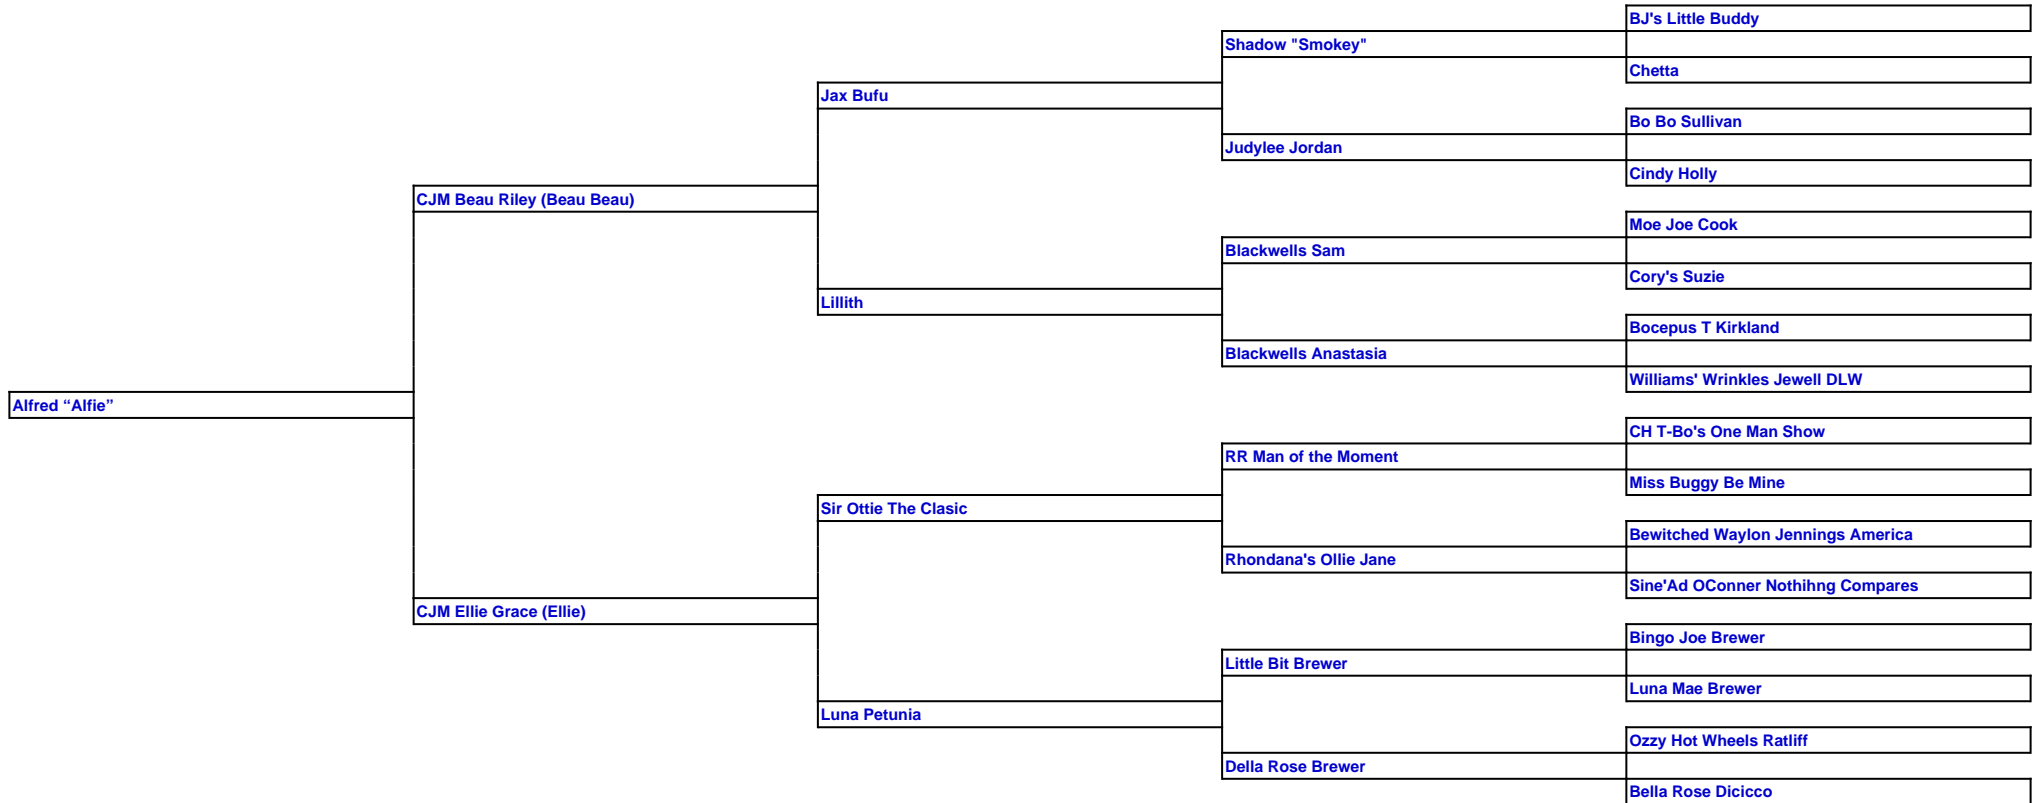 BJ's Little Buddy
Shadow "Smokey"
Chetta
Jax Bufu
Bo Bo Sullivan
Judylee Jordan
Cindy Holly
CJM Beau Riley (Beau Beau)
Moe Joe Cook
Blackwells Sam
Cory's Suzie
Lillith
Bocepus T Kirkland
Blackwells Anastasia
Williams' Wrinkles Jewell DLW
Alfred “Alfie”
CH T-Bo's One Man Show
RR Man of the Moment
Miss Buggy Be Mine
Sir Ottie The Clasic
Bewitched Waylon Jennings America
Rhondana's Ollie Jane
Sine'Ad OConner Nothihng Compares
CJM Ellie Grace (Ellie)
Bingo Joe Brewer
Little Bit Brewer
Luna Mae Brewer
Luna Petunia
Ozzy Hot Wheels Ratliff
Della Rose Brewer
Bella Rose Dicicco